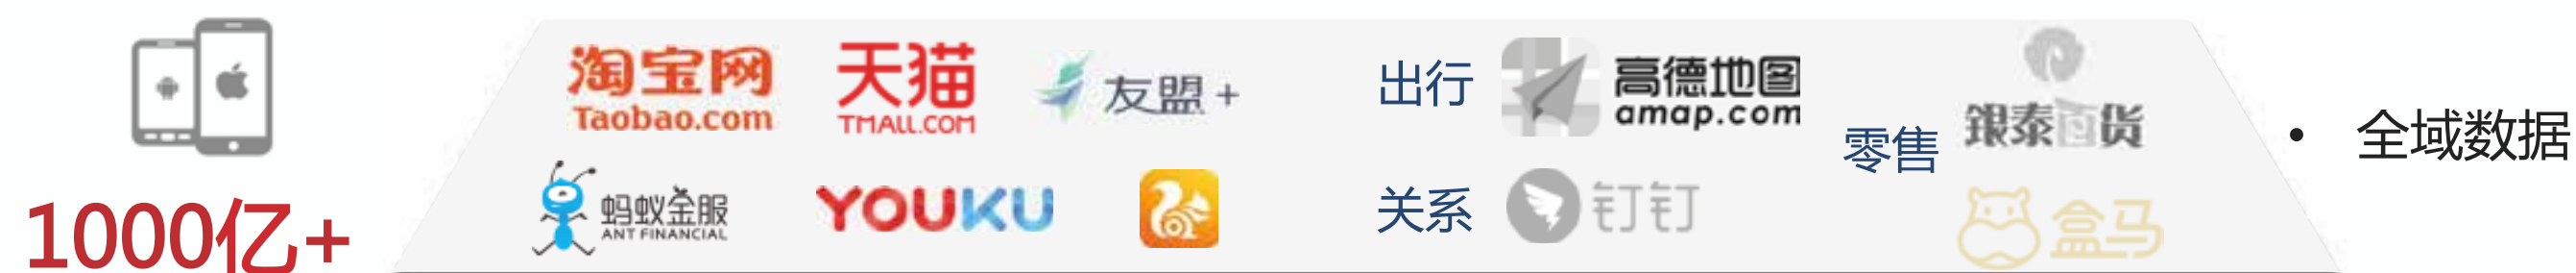 淘宝网
Taobao.com
天猫
TMALL.COM
友盟+
出行
高德地图
amap.com
零售
银泰百货
• 全域数据
1000亿+
蚂蚁金服
ANT FINANCIAL
YOUKU
关系
钉钉
盒马